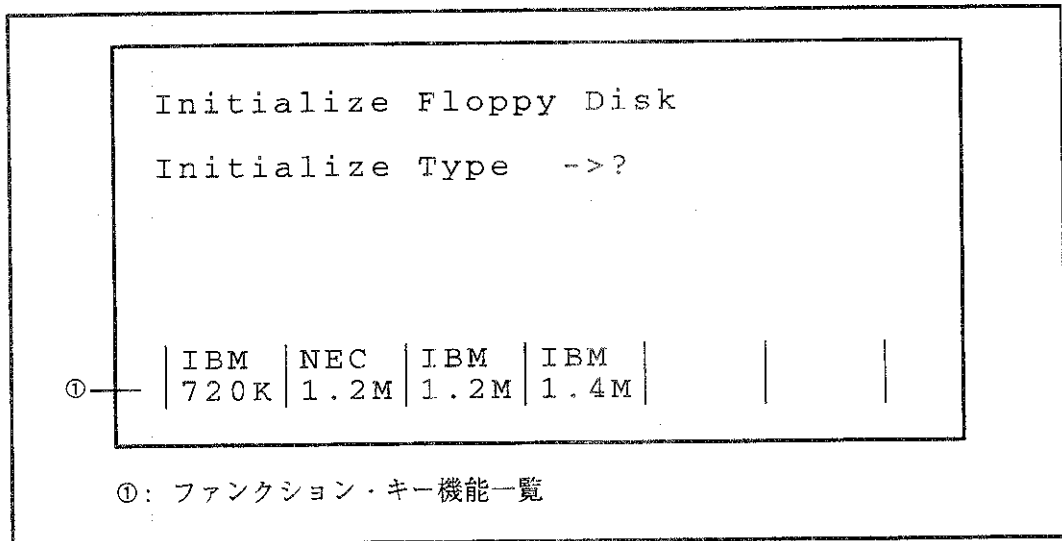 Initialize Floppy Disk
Initialize Type ->?
IBM NEC IBM IBM
① 720K 1.2M 1.2M 1.4M
①: ファンクション・キー機能一覧